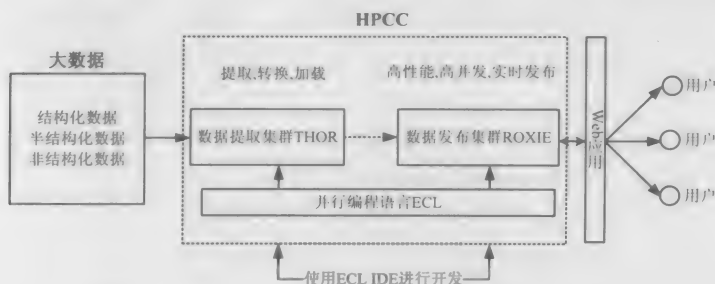 HPCC
大数据
提取,转换,加载
高性能,高并发,实时发布
结构化数据
半结构化数据
非结构化数据
数据提取集群THOR
数据发布集群ROXIE
Web应用
用户
用户
用户
并行编程语言ECL
使用ECL IDE进行开发